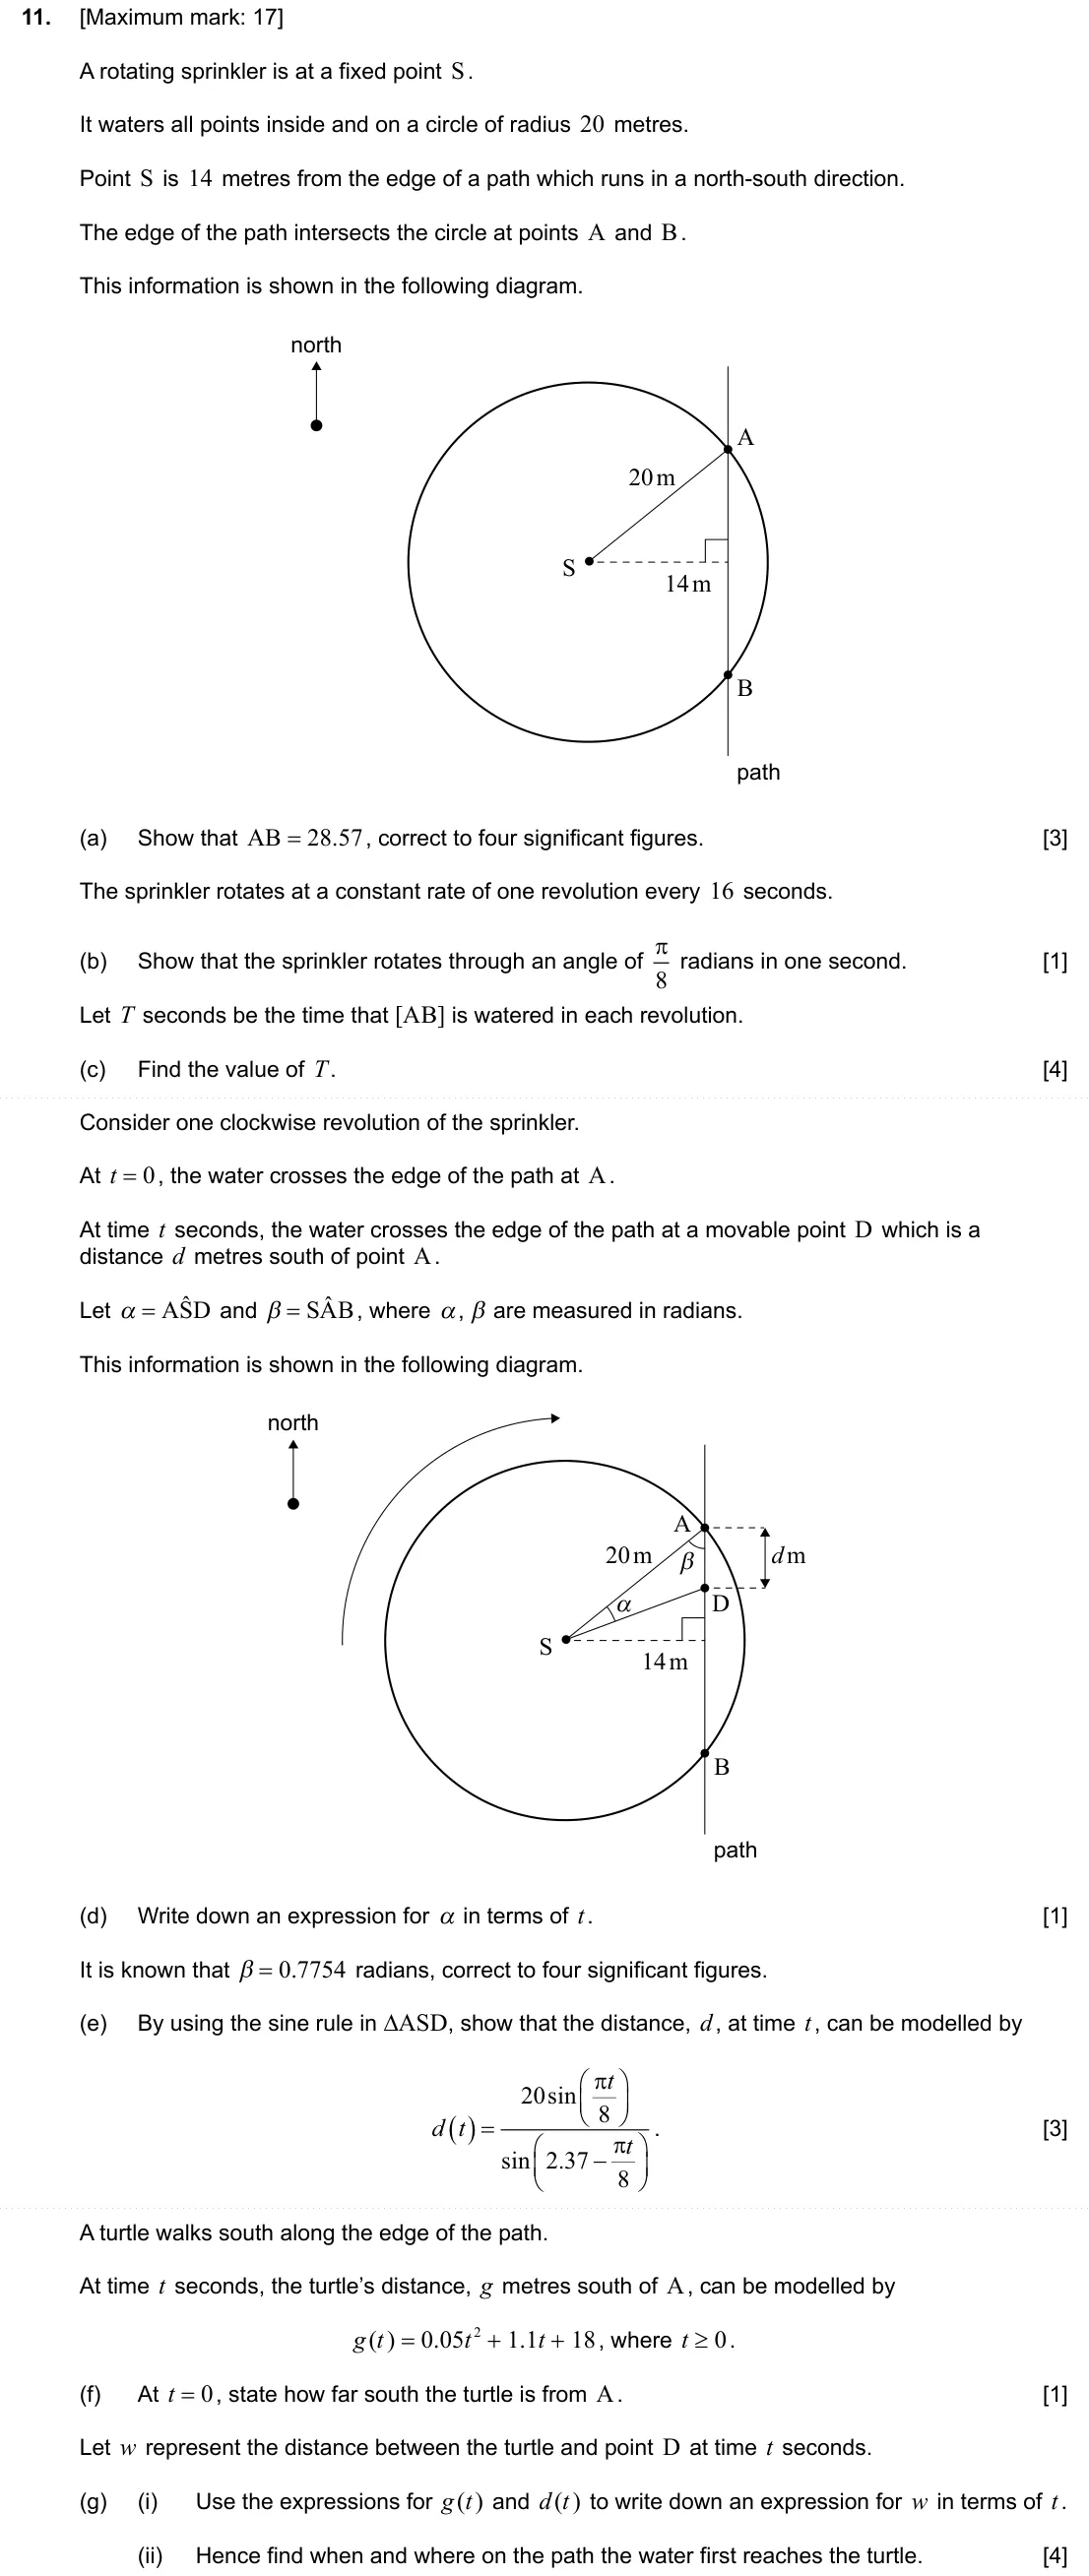 11. [Maximum mark: 17]
A rotating sprinkler is at a fixed point S.
It waters all points inside and on a circle of radius 20 metres.
Point S is 14 metres from the edge of a path which runs in a north-south direction.
The edge of the path intersects the circle at points A and B.
This information is shown in the following diagram.
north
A
20 m
S
14 m
B
path
(a) Show that AB = 28.57, correct to four significant figures. [3]
The sprinkler rotates at a constant rate of one revolution every 16 seconds.
(b) Show that the sprinkler rotates through an angle of π/8 radians in one second. [1]
Let T seconds be the time that [AB] is watered in each revolution.
(c) Find the value of T. [4]
Consider one clockwise revolution of the sprinkler.
At t = 0, the water crosses the edge of the path at A.
At time t seconds, the water crosses the edge of the path at a movable point D which is a
distance d metres south of point A.
Let α = AŜD and β = SÂB, where α, β are measured in radians.
This information is shown in the following diagram.
north
A
20 m β d m
α D
S
14 m
B
path
(d) Write down an expression for α in terms of t. [1]
It is known that β = 0.7754 radians, correct to four significant figures.
(e) By using the sine rule in ΔASD, show that the distance, d, at time t, can be modelled by
d(t) = 20 sin(πt/8) / sin(2.37 − πt/8). [3]
A turtle walks south along the edge of the path.
At time t seconds, the turtle’s distance, g metres south of A, can be modelled by
g(t) = 0.05t² + 1.1t + 18, where t ≥ 0.
(f) At t = 0, state how far south the turtle is from A. [1]
Let w represent the distance between the turtle and point D at time t seconds.
(g) (i) Use the expressions for g(t) and d(t) to write down an expression for w in terms of t.
(ii) Hence find when and where on the path the water first reaches the turtle. [4]